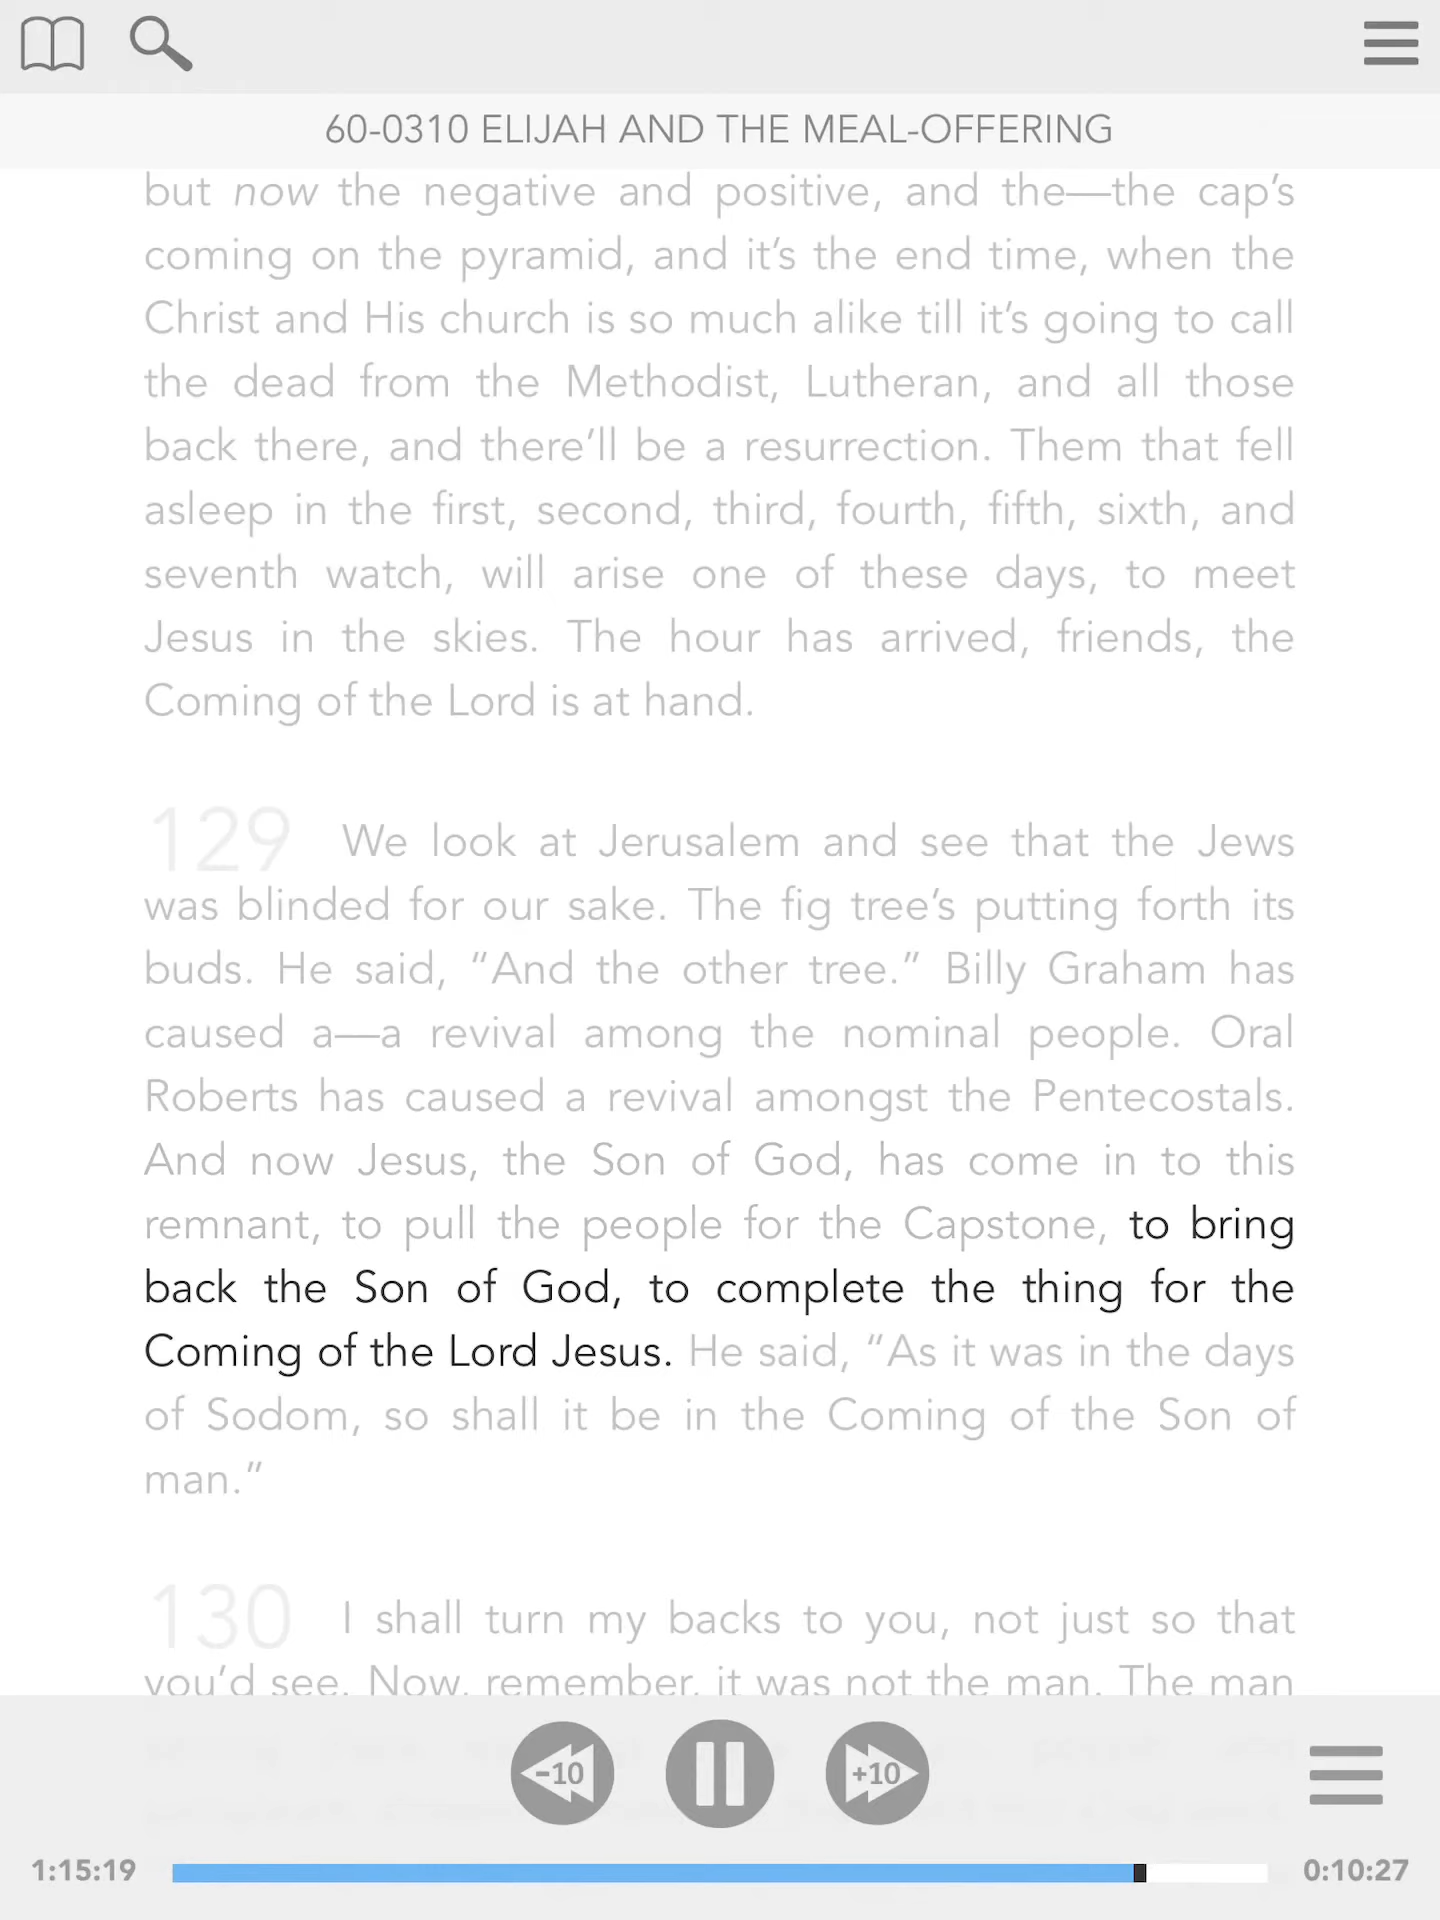 60-0310 ELIJAH AND THE MEAL-OFFERING
but now the negative and positive, and the—the cap’s
coming on the pyramid, and it’s the end time, when the
Christ and His church is so much alike till it’s going to call
the dead from the Methodist, Lutheran, and all those
back there, and there’ll be a resurrection. Them that fell
asleep in the first, second, third, fourth, fifth, sixth, and
seventh watch, will arise one of these days, to meet
Jesus in the skies. The hour has arrived, friends, the
Coming of the Lord is at hand.
129 We look at Jerusalem and see that the Jews
was blinded for our sake. The fig tree’s putting forth its
buds. He said, “And the other tree.” Billy Graham has
caused a—a revival among the nominal people. Oral
Roberts has caused a revival amongst the Pentecostals.
And now Jesus, the Son of God, has come in to this
remnant, to pull the people for the Capstone, to bring
back the Son of God, to complete the thing for the
Coming of the Lord Jesus. He said, “As it was in the days
of Sodom, so shall it be in the Coming of the Son of
man.”
130 I shall turn my backs to you, not just so that
you’d see. Now, remember, it was not the man. The man
-10 +10
1:15:19 0:10:27